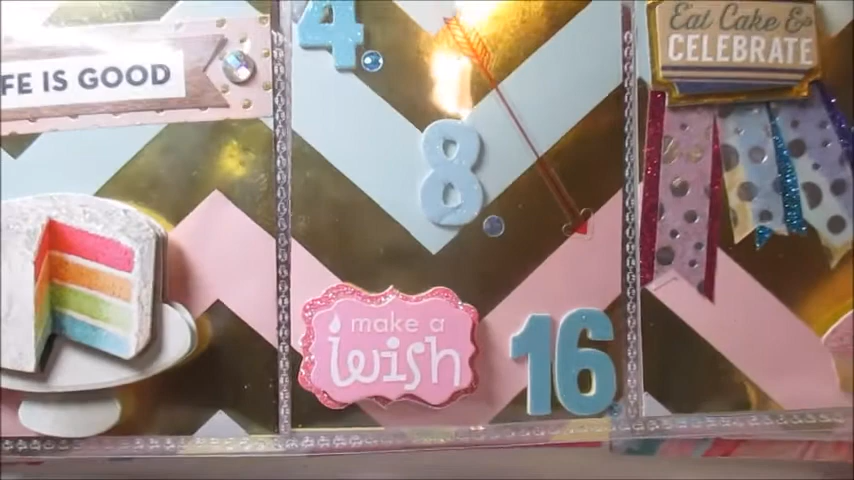 FE IS GOOD
4
8
make a
wish
16
Eat Cake &
CELEBRATE